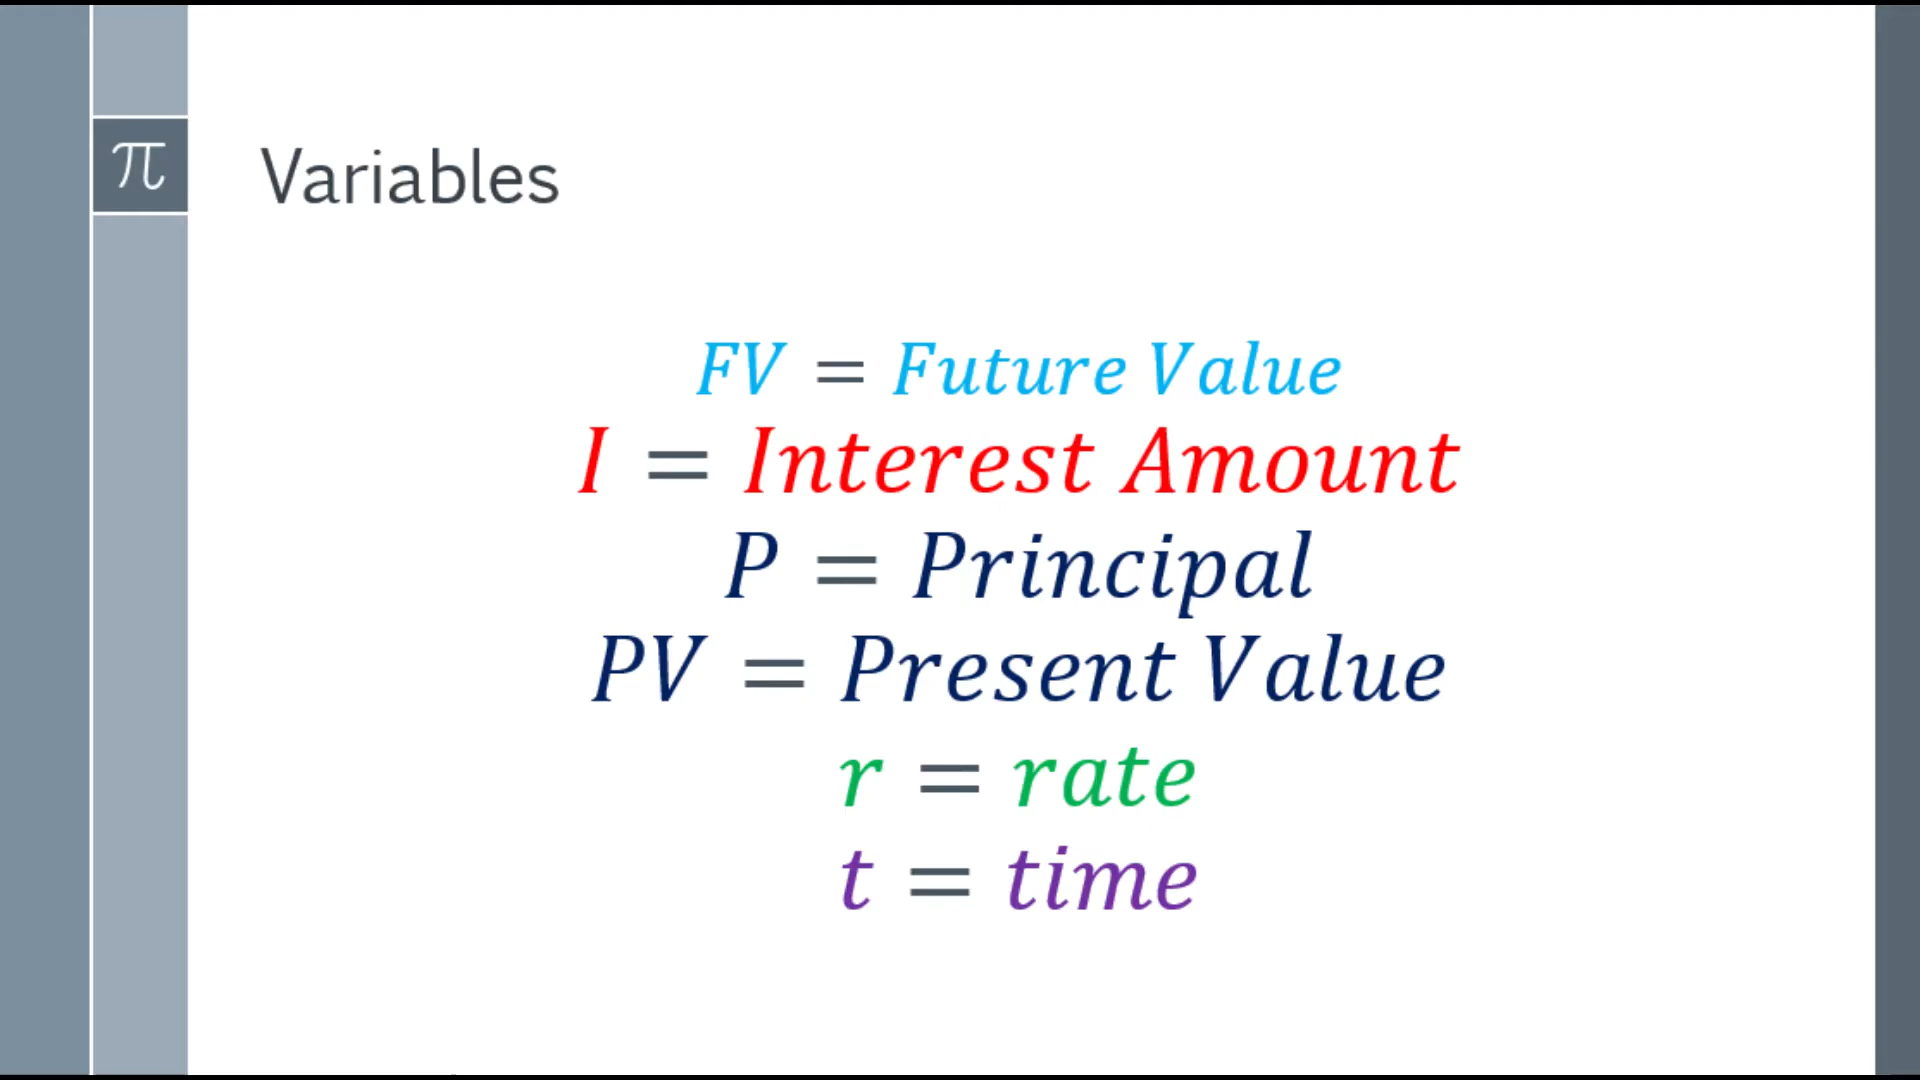 π
Variables
FV = Future Value
I = Interest Amount
P = Principal
PV = Present Value
r = rate
t = time